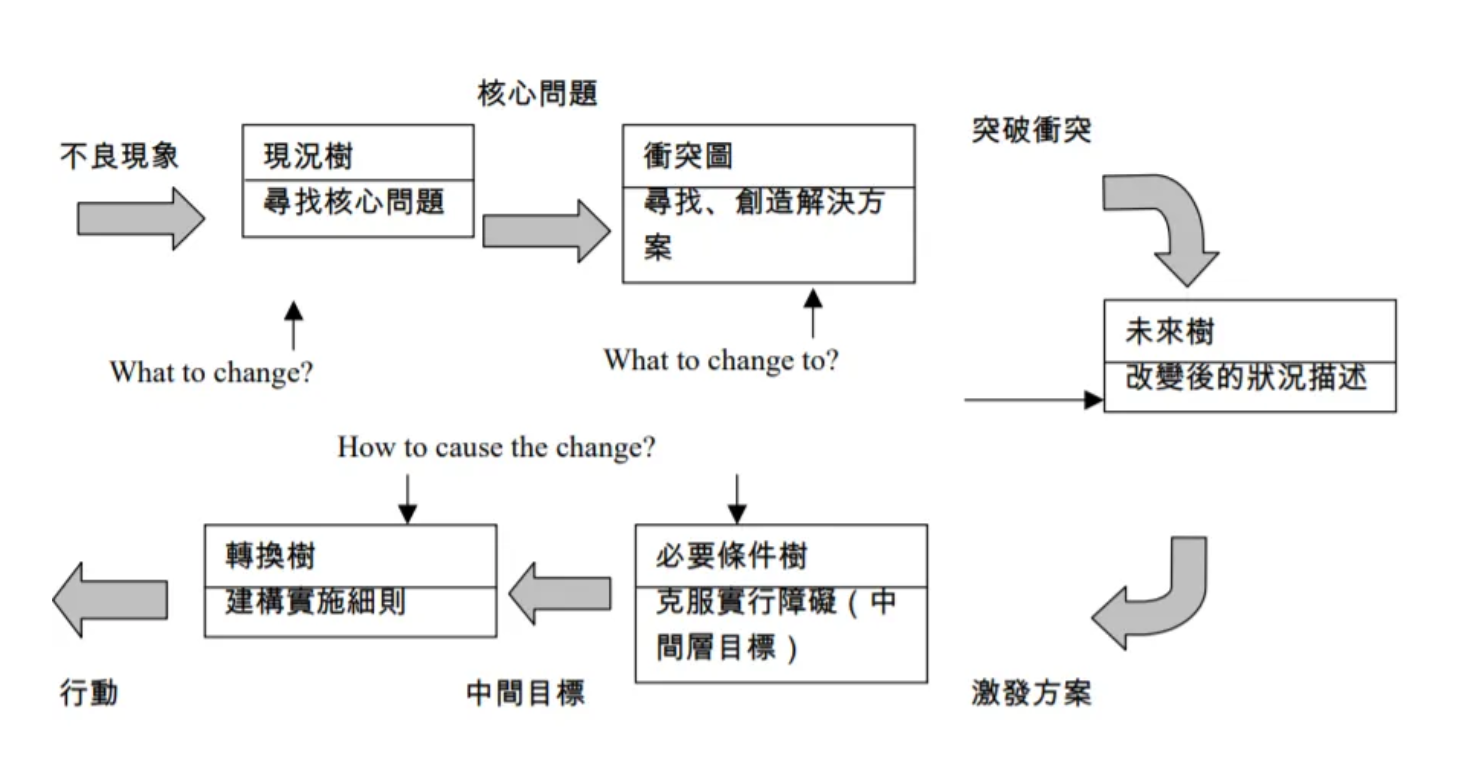 核心問題
不良現象
現況樹
尋找核心問題
衝突圖
尋找、創造解決方
案
突破衝突
What to change?
What to change to?
未來樹
改變後的狀況描述
How to cause the change?
轉換樹
建構實施細則
必要條件樹
克服實行障礙（中
間層目標）
行動
中間目標
激發方案